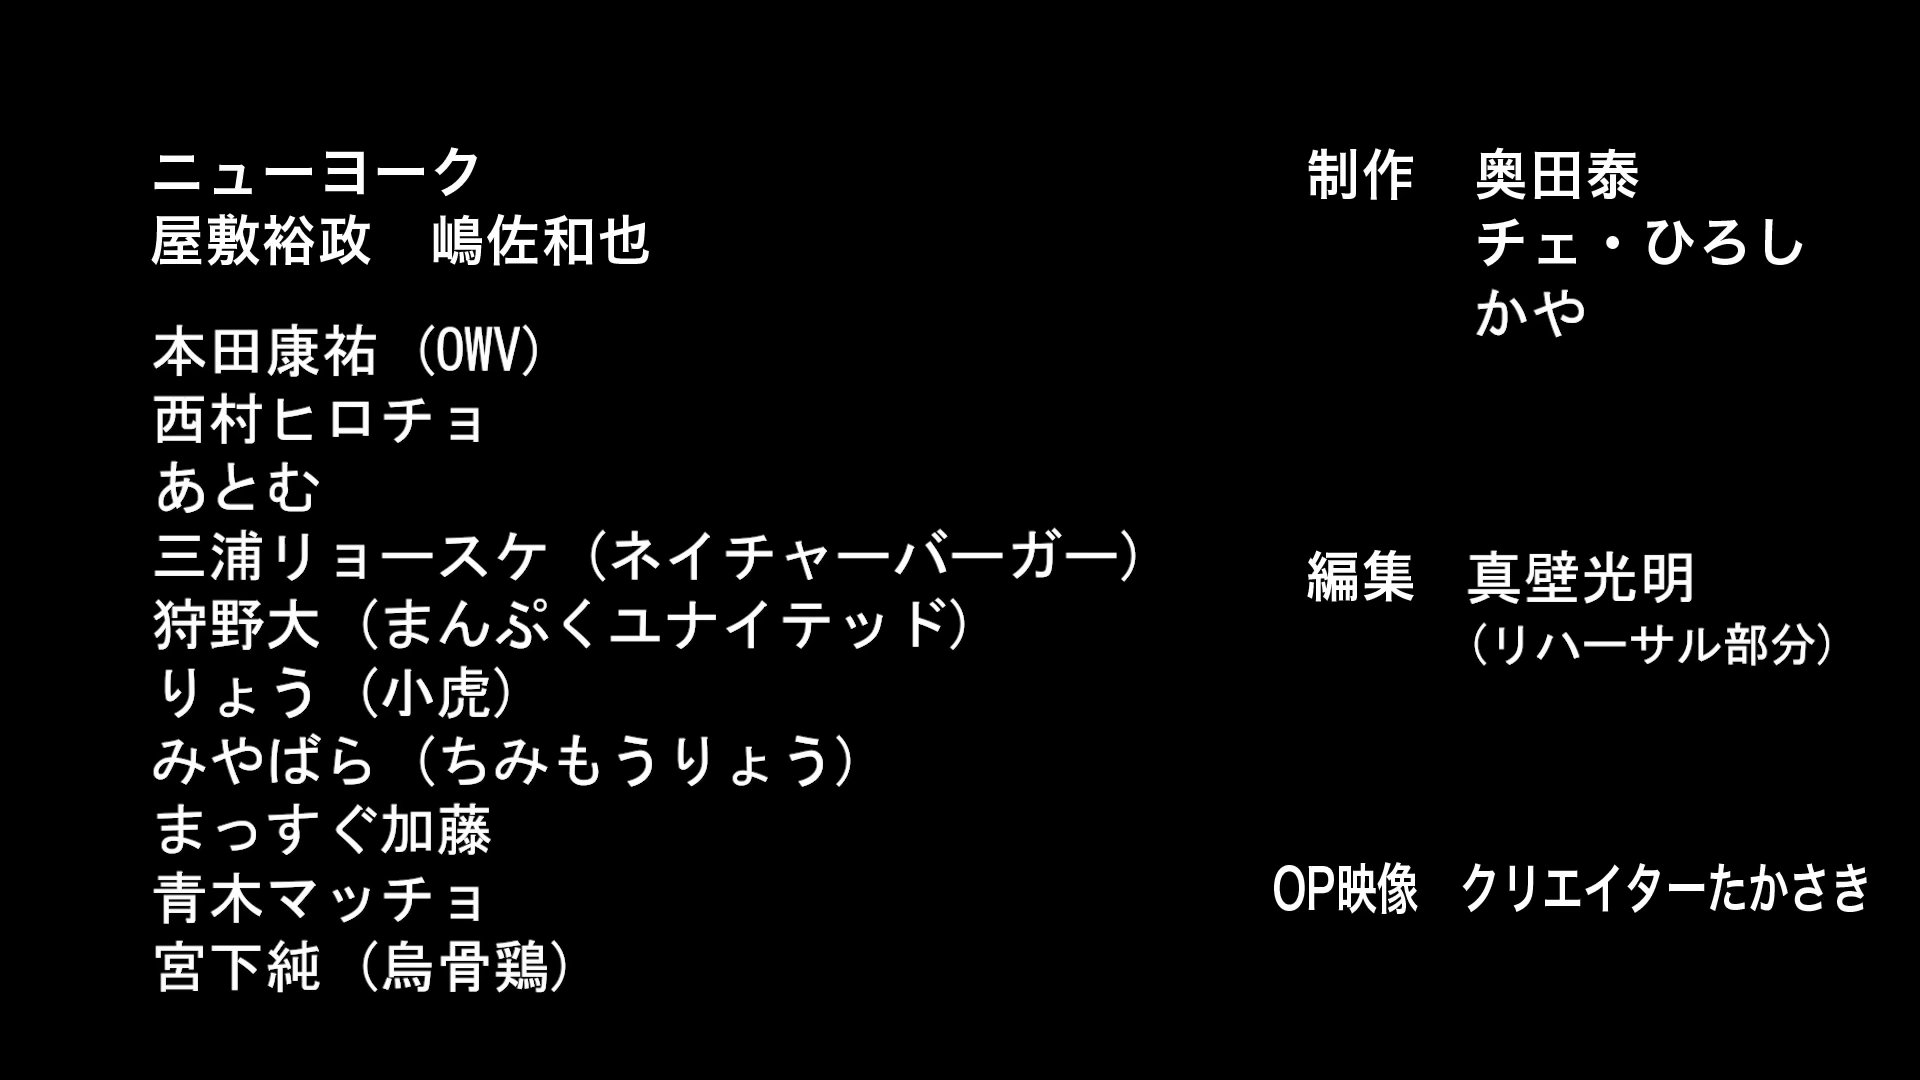 ニューヨーク
屋敷裕政　嶋佐和也
本田康祐（OWV）
西村ヒロチョ
あとむ
三浦リョースケ（ネイチャーバーガー）
狩野大（まんぷくユナイテッド）
りょう（小虎）
みやばら（ちみもうりょう）
まっすぐ加藤
青木マッチョ
宮下純（烏骨鶏）
制作　奥田泰
チェ・ひろし
かや
編集　真壁光明
（リハーサル部分）
OP映像　クリエイターたかさき